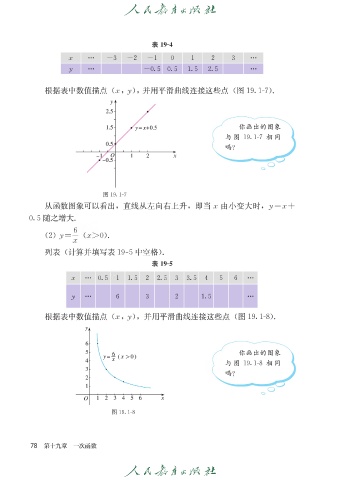 人民教育出版社
表 19-4
x … -3 -2 -1 0 1 2 3 …
y … -0.5 0.5 1.5 2.5 …
根据表中数值描点（x，y），并用平滑曲线连接这些点（图 19.1-7）.
y
2.5
1.5
y=x+0.5
0.5
-1 O 1 2 x
-0.5
你画出的图象
与图 19.1-7 相同
吗？
图 19.1-7
从函数图象可以看出，直线从左向右上升，即当 x 由小变大时，y=x+
0.5 随之增大.
(2) y=6/x (x>0).
列表（计算并填写表 19-5 中空格）.
表 19-5
x … 0.5 1 1.5 2 2.5 3 3.5 4 5 6 …
y … 6 3 2 1.5 …
根据表中数值描点（x，y），并用平滑曲线连接这些点（图 19.1-8）.
y
6
5
4
3
2
1
y=6/x (x>0)
O 1 2 3 4 5 6 x
你画出的图象
与图 19.1-8 相同
吗？
图 19.1-8
78 第十九章 一次函数
人民教育出版社